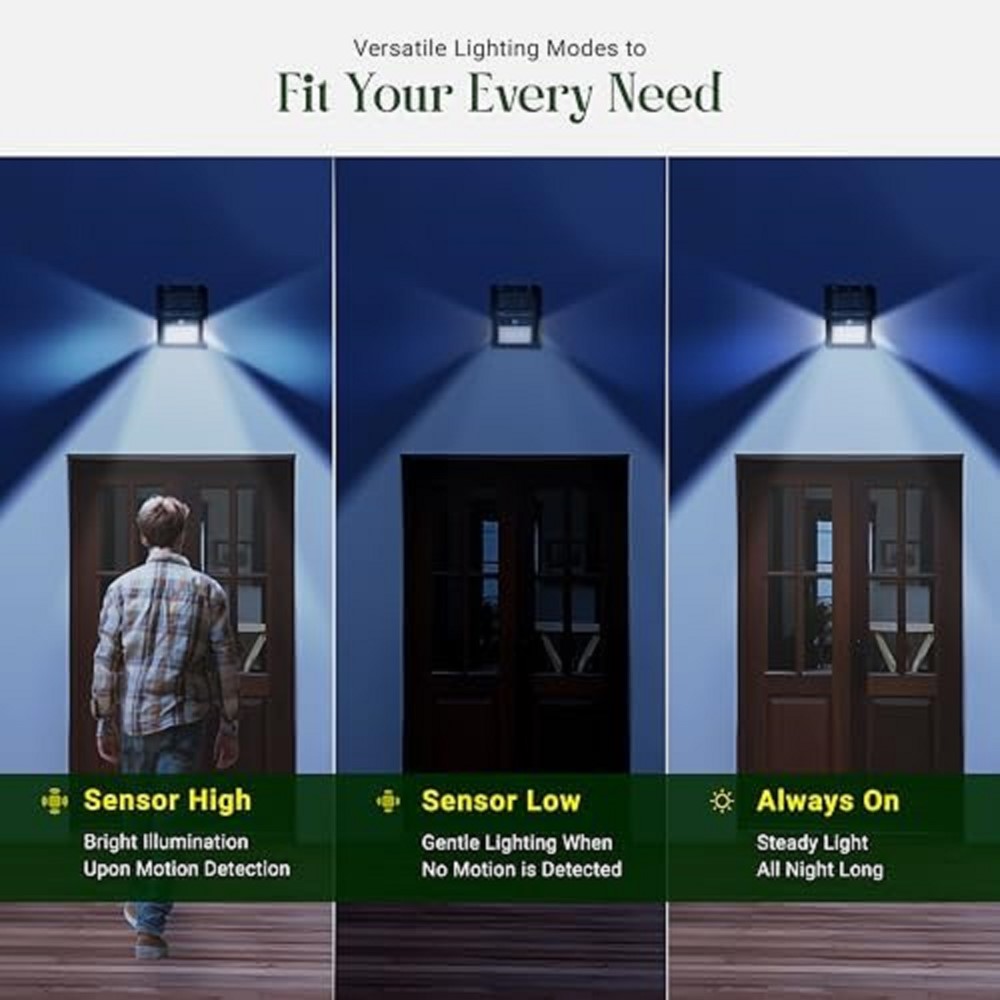 Versatile Lighting Modes to
Fit Your Every Need
Sensor High
Bright Illumination
Upon Motion Detection
Sensor Low
Gentle Lighting When
No Motion is Detected
Always On
Steady Light
All Night Long